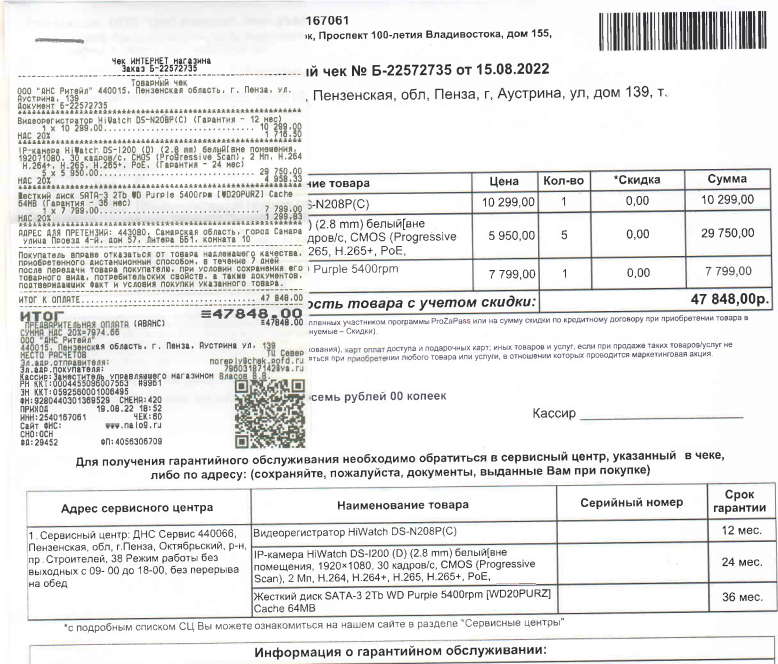 167061
ок, Проспект 100-летия Владивостока, дом 155,
ый чек № Б-22572735 от 15.08.2022
, Пензенская, обл, Пенза, г, Аустрина, ул, дом 139, т.
Чек ИНТЕРНЕТ магазина
Заказ Б-22572735
Товарный чек
ООО "ДНС Ритейл" 440015, Пензенская область, г. Пенза, ул.
Аустрина, 139
Документ Б-22572735
Видеорегистратор HiWatch DS-N208P(C) (Гарантия - 12 мес)
1 x 10 299.00 10 299.00
НДС 20% 1 716.50
IP-камера HiWatch DS-I200 (D) (2.8 mm) белый[вне помещения,
1920?1080, 30 кадров/с, CMOS (Progressive Scan), 2 Мп, H.264
H.264+, H.265, H.265+, PoE, (Гарантия - 24 мес)
5 x 5 950.00 29 750.00
НДС 20% 4 958.33
Жесткий диск SATA-3 2Tb WD Purple 5400rpm [WD20PURZ] Cache
64MB (Гарантия - 36 мес)
1 x 7 799.00 7 799.00
НДС 20% 1 299.83
АДРЕС ДЛЯ ПРЕТЕНЗИЙ: 443080, Самарская область, город Самара
улица Проезд 4-й, дом 57, Литера ББ1, комната 10
Покупатель вправе отказаться от товара надлежащего качества,
приобретенного дистанционным способом, в течение 7 дней
после передачи товара покупателю, при условии сохранения его
товарного вида, потребительских свойств, а также документов,
подтверждающих факт и условия покупки указанного товара.
ИТОГ К ОПЛАТЕ 47 848.00
ИТОГ ≡47848.00
ПРЕДВАРИТЕЛЬНАЯ ОПЛАТА (АВАНС) ≡47848.00
СУММА НДС 20% ≡7974.66
ООО "ДНС Ритейл"
440015, Пензенская область, г. Пенза, Аустрина ул. 139
МЕСТО РАСЧЕТОВ ТЦ Север
Эл.адр.отправителя: noreply@chek.pofd.ru
Эл.адр.покупателя: 79603187142@ya.ru
Кассир:Заместитель управляющего магазином Власов В.В.
РН ККТ:0004455096007563 #9961
ЗН ККТ:0592560001006495
ФН:9280440301369529 СМЕНА:420
ПРИХОД 19.08.22 18:52
ИНН:2540167061 ЧЕК:60
Сайт ФНС: www.nalog.ru
СНО:ОСН
ФД:29452 ФП:4056306709
ние товара Цена Кол-во *Скидка Сумма
S-N208P(C) 10 299,00 1 0,00 10 299,00
) (2.8 mm) белый[вне
адров/с, CMOS (Progressive
, H.265+, PoE, 5 950,00 5 0,00 29 750,00
Purple 5400rpm 7 799,00 1 0,00 7 799,00
ость товара с учетом скидки: 47 848,00р.
пленных участником программы ProZaPass или на сумму скидки по кредитному договору при приобретении товара в
нуемые – Скидки).
ования), карт оплат доступа и подарочных карт; иных товаров и услуг, если при продаже таких товаров/услуг не
яться при приобретении любого товара или услуги, в отношении которых проводится маркетинговая акция.
осемь рублей 00 копеек
Кассир
Для получения гарантийного обслуживания необходимо обратиться в сервисный центр, указанный в чеке,
либо по адресу: (сохраняйте, пожалуйста, документы, выданные Вам при покупке)
Адрес сервисного центра Наименование товара Серийный номер Срок гарантии
1. Сервисный центр: ДНС Сервис 440066,
Пензенская, обл, г.Пенза, Октябрьский, р-н,
пр. Строителей, 38 Режим работы без
выходных с 09- 00 до 18-00, без перерыва
на обед
Видеорегистратор HiWatch DS-N208P(C) 12 мес.
IP-камера HiWatch DS-I200 (D) (2.8 mm) белый[вне
помещения, 1920×1080, 30 кадров/с, CMOS (Progressive
Scan), 2 Мп, H.264, H.264+, H.265, H.265+, PoE, 24 мес.
Жесткий диск SATA-3 2Tb WD Purple 5400rpm [WD20PURZ]
Cache 64MB 36 мес.
*с подробным списком СЦ Вы можете ознакомиться на нашем сайте в разделе "Сервисные центры"
Информация о гарантийном обслуживании: